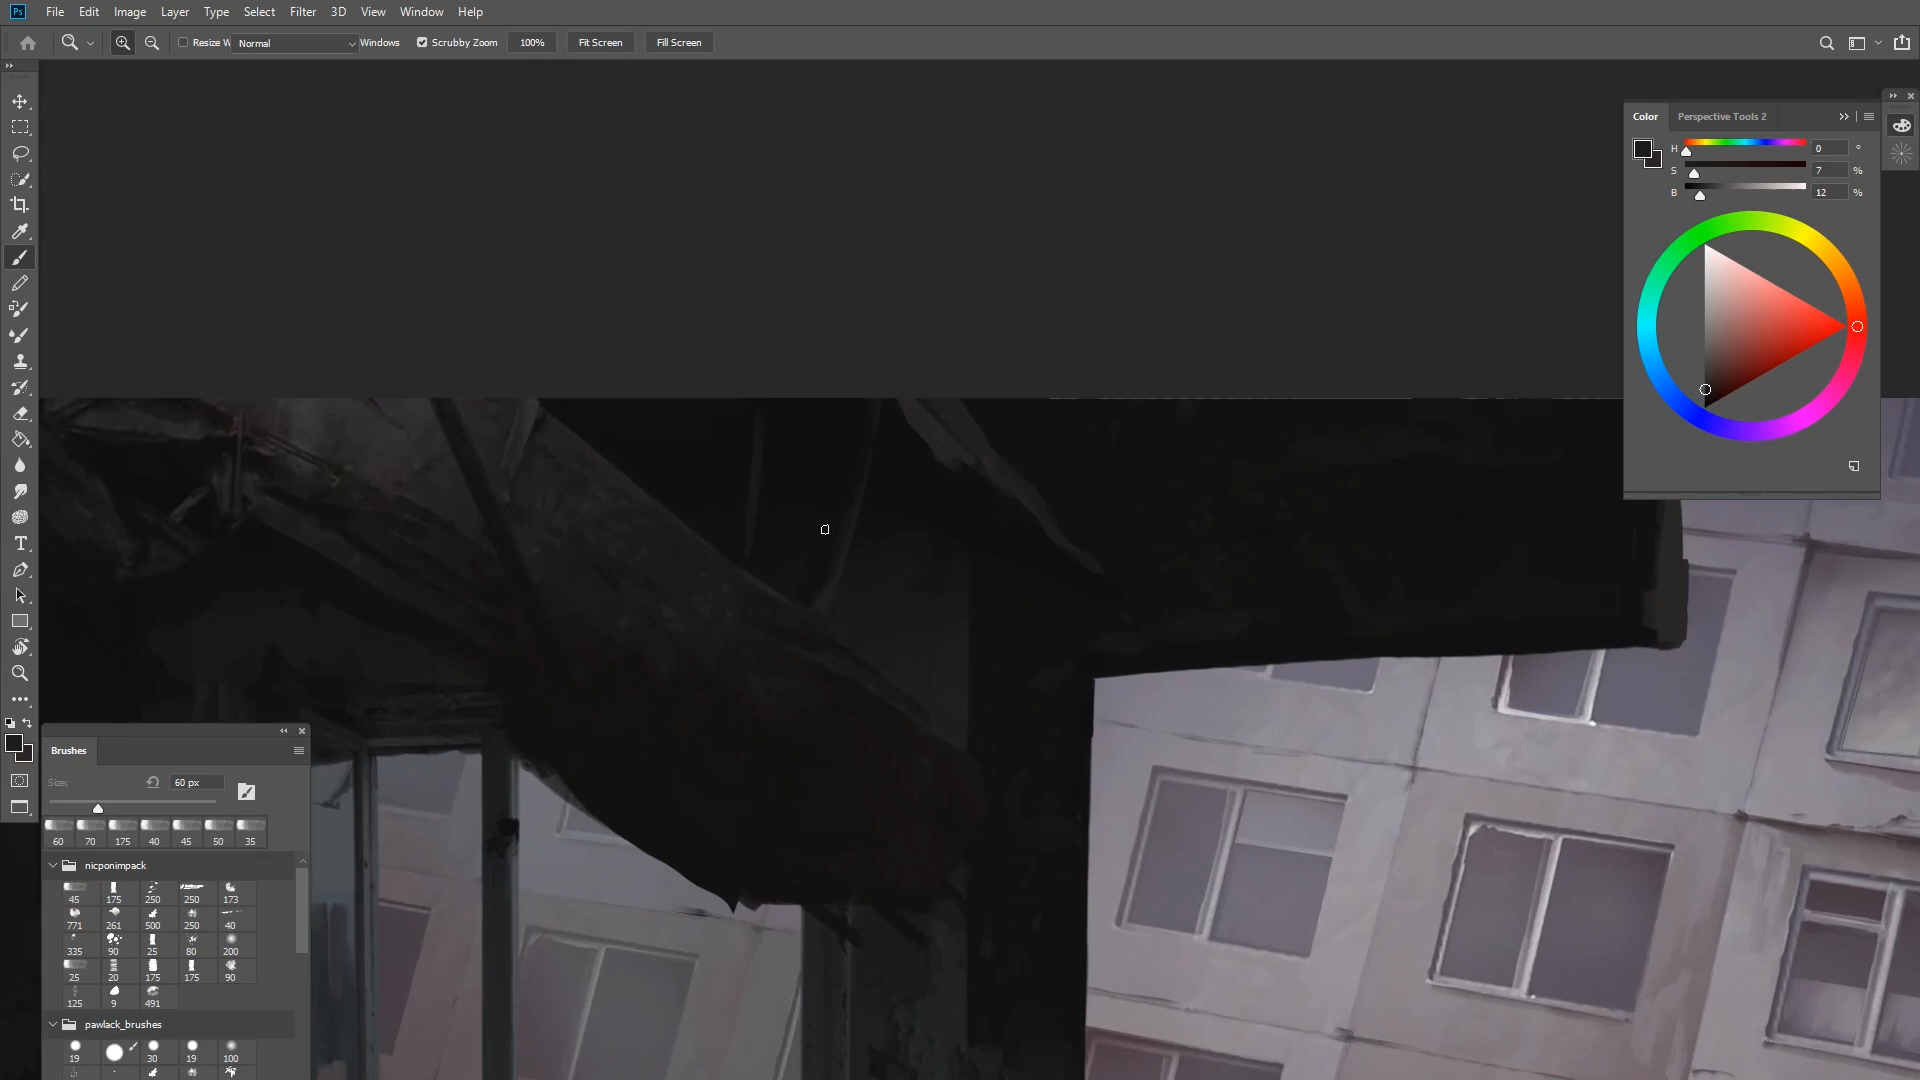 Ps File Edit Image Layer Type Select Filter 3D View Window Help
Resize W Normal Windows Scrubby Zoom 100% Fit Screen Fill Screen
Color Perspective Tools 2
H 0 °
S 7 %
B 12 %
T
Brushes
Size: 60 px
60 70 175 40 45 50 35
nicponimpack
45 175 250 250 173
771 261 500 250 40
335 90 25 80 200
25 20 175 175 90
125 9 491
pawlack_brushes
19 30 19 100